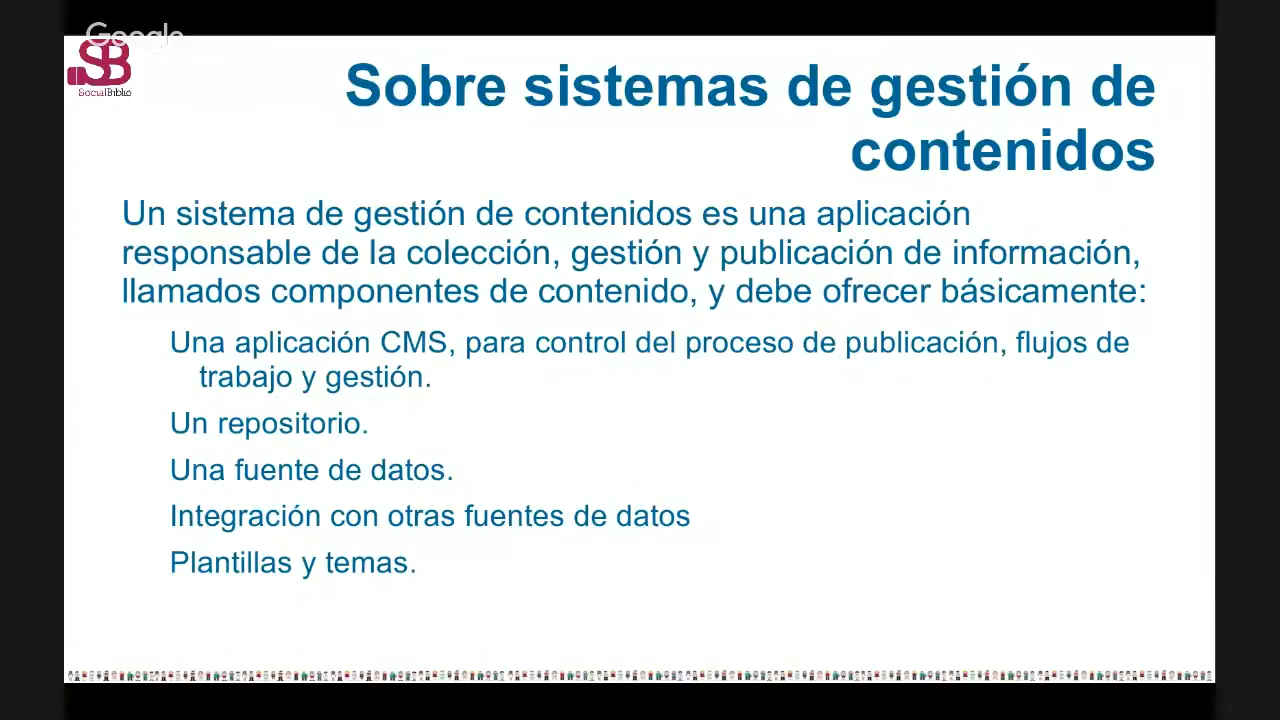 Google
SB
SocialBiblio
Sobre sistemas de gestión de
contenidos
Un sistema de gestión de contenidos es una aplicación
responsable de la colección, gestión y publicación de información,
llamados componentes de contenido, y debe ofrecer básicamente:
Una aplicación CMS, para control del proceso de publicación, flujos de
trabajo y gestión.
Un repositorio.
Una fuente de datos.
Integración con otras fuentes de datos
Plantillas y temas.